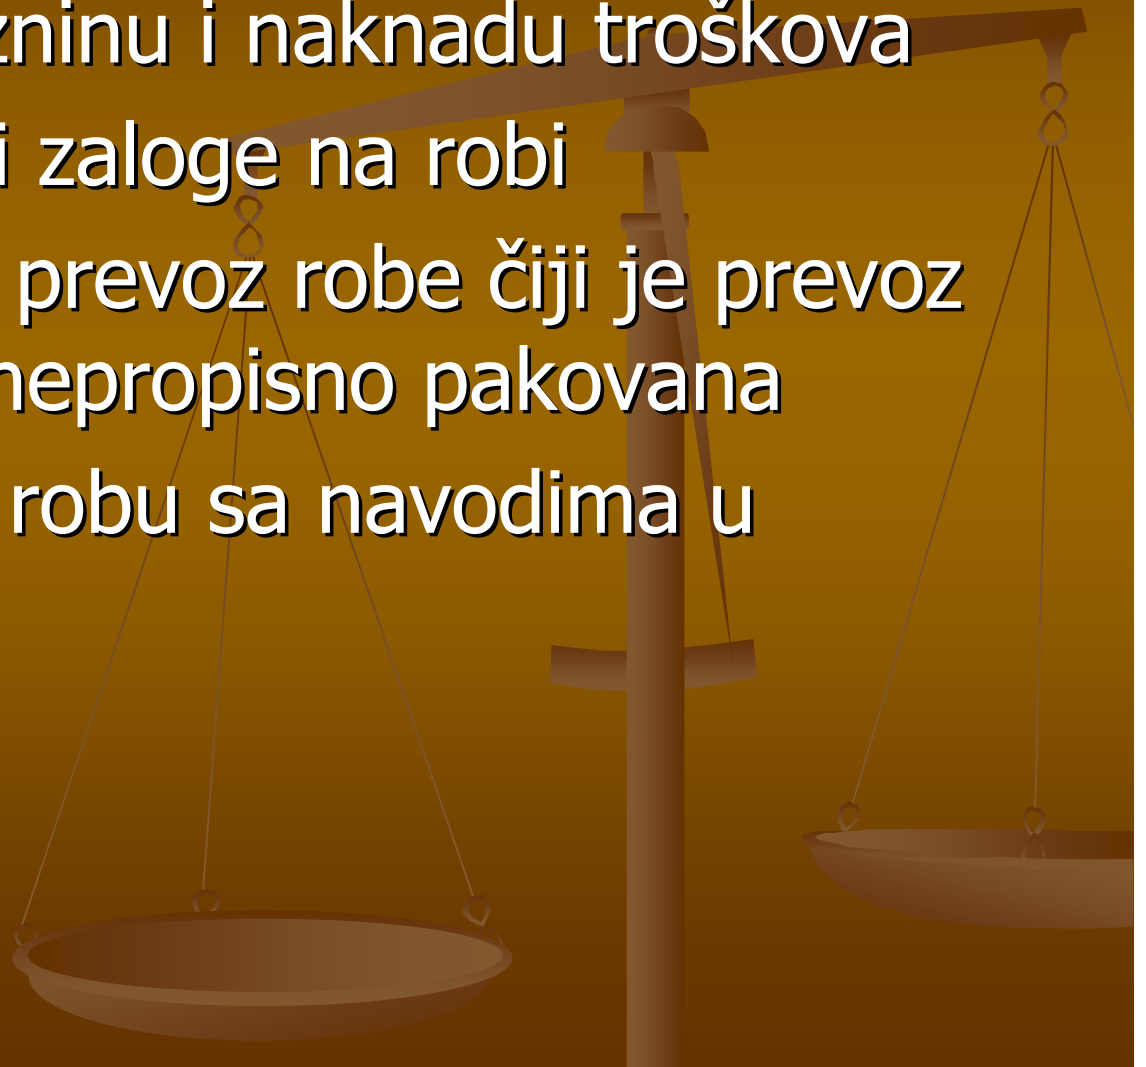 zninu i naknadu troškova
i zaloge na robi
prevoz robe čiji je prevoz
nepropisno pakovana
robu sa navodima u